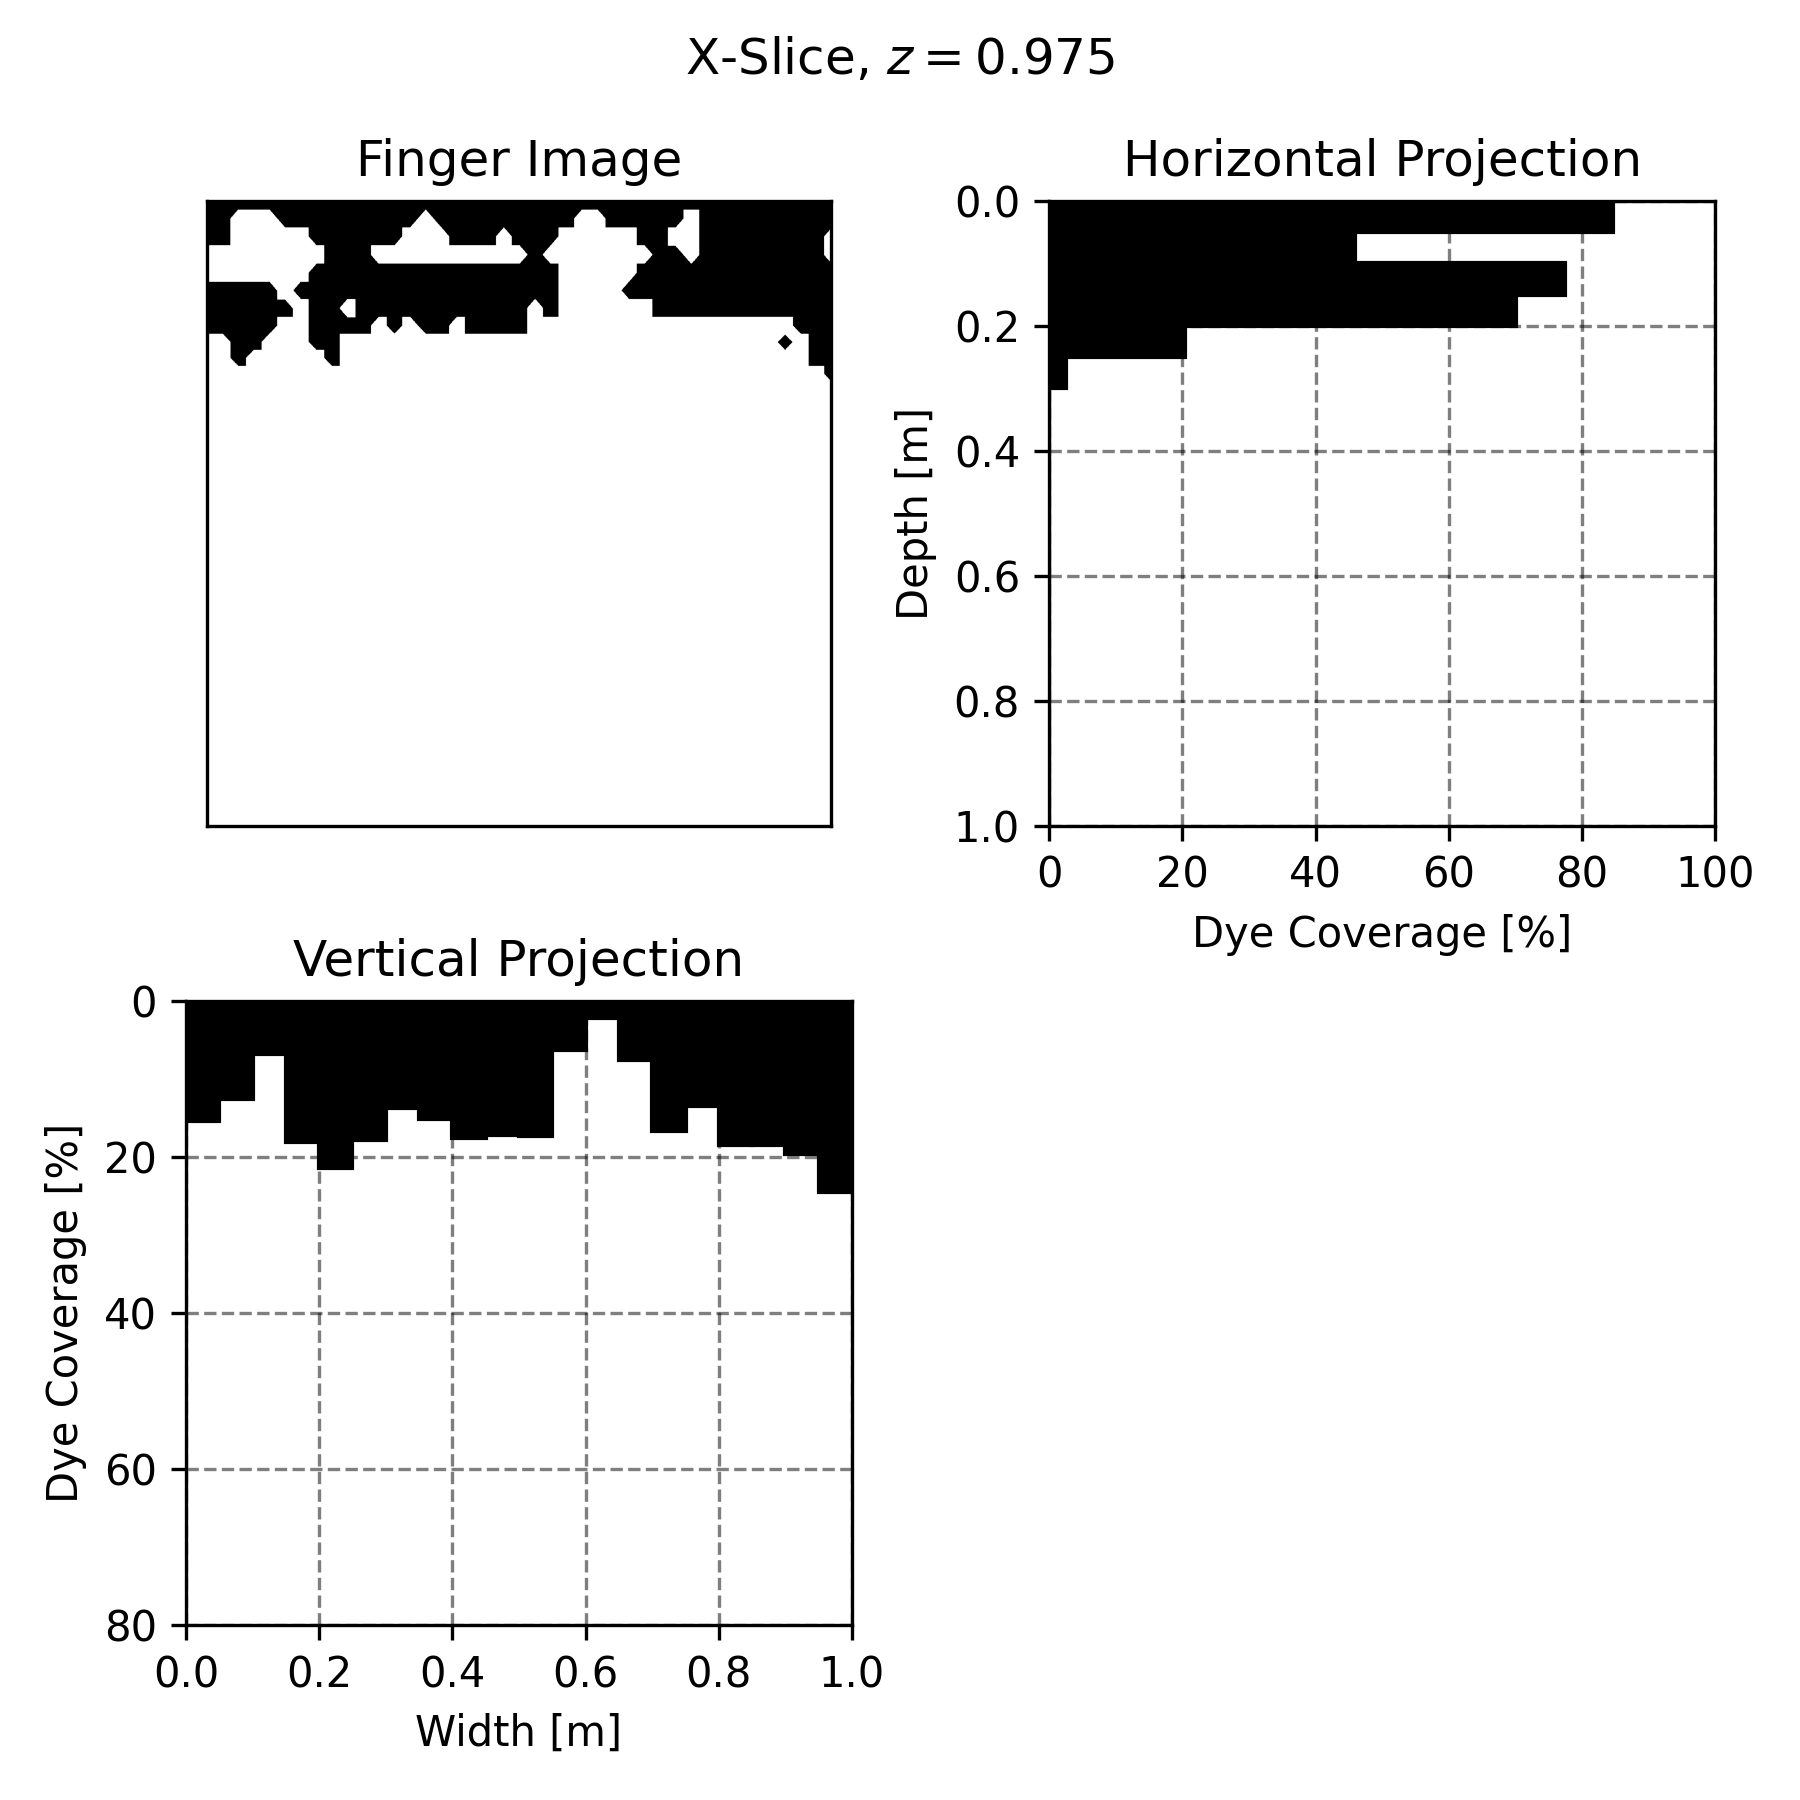 X-Slice, z = 0.975
Finger Image
Horizontal Projection
0.0
0.2
0.4
0.6
0.8
1.0
Depth [m]
0 20 40 60 80 100
Dye Coverage [%]
Vertical Projection
0
20
40
60
80
Dye Coverage [%]
0.0 0.2 0.4 0.6 0.8 1.0
Width [m]